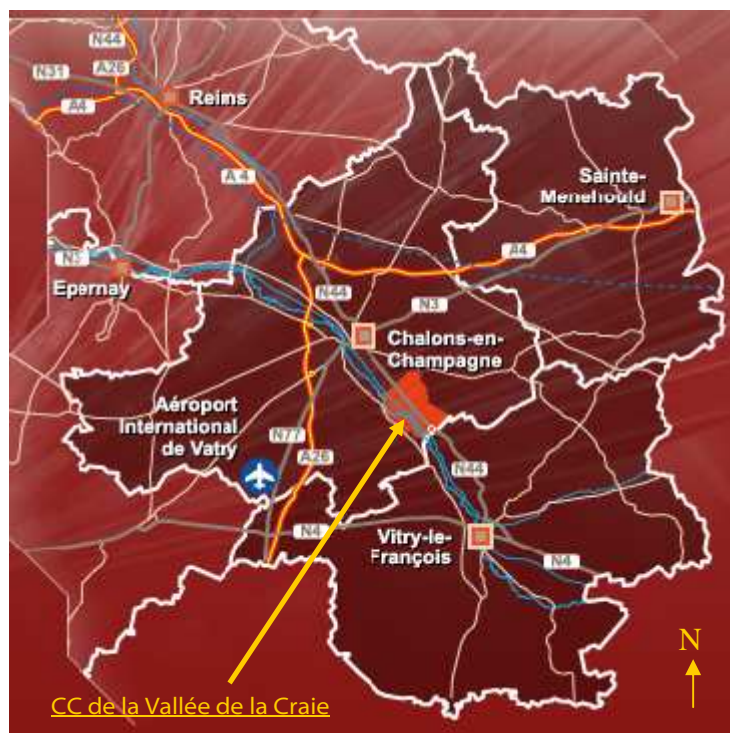 N44
N31
A26
A4
Reims
A 4
Sainte-
Menehould
A4
N3
Epernay
N44
N3
Chalons-en-
Champagne
Aéroport
International
de Vatry
N77
A26
N44
N4
Vitry-le-
François
N4
N
CC de la Vallée de la Craie